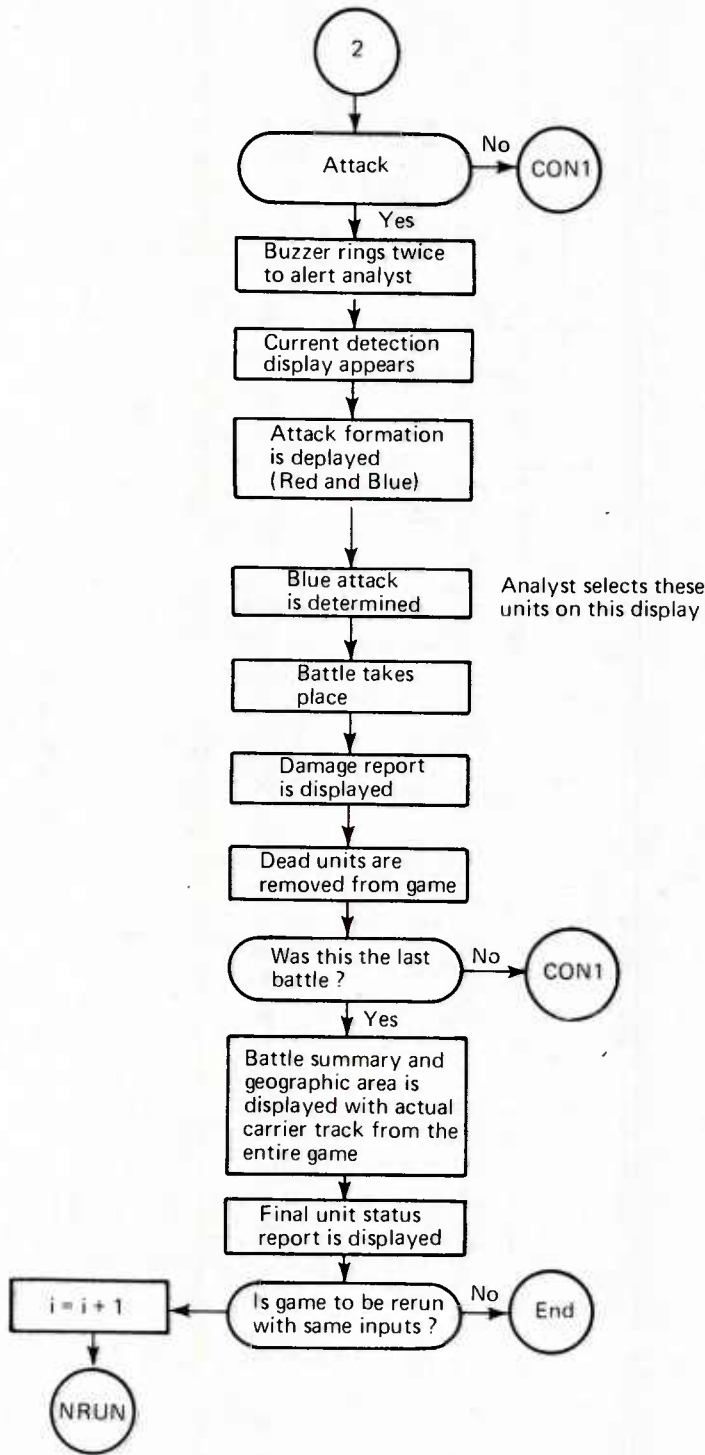 2
Attack
No
CON1
Yes
Buzzer rings twice
to alert analyst
Current detection
display appears
Attack formation
is deplayed
(Red and Blue)
Blue attack
is determined
Analyst selects these
units on this display
Battle takes
place
Damage report
is displayed
Dead units are
removed from game
Was this the last
battle ?
No
CON1
Yes
Battle summary and
geographic area is
displayed with actual
carrier track from the
entire game
Final unit status
report is displayed
Is game to be rerun
with same inputs ?
No
End
i = i + 1
NRUN